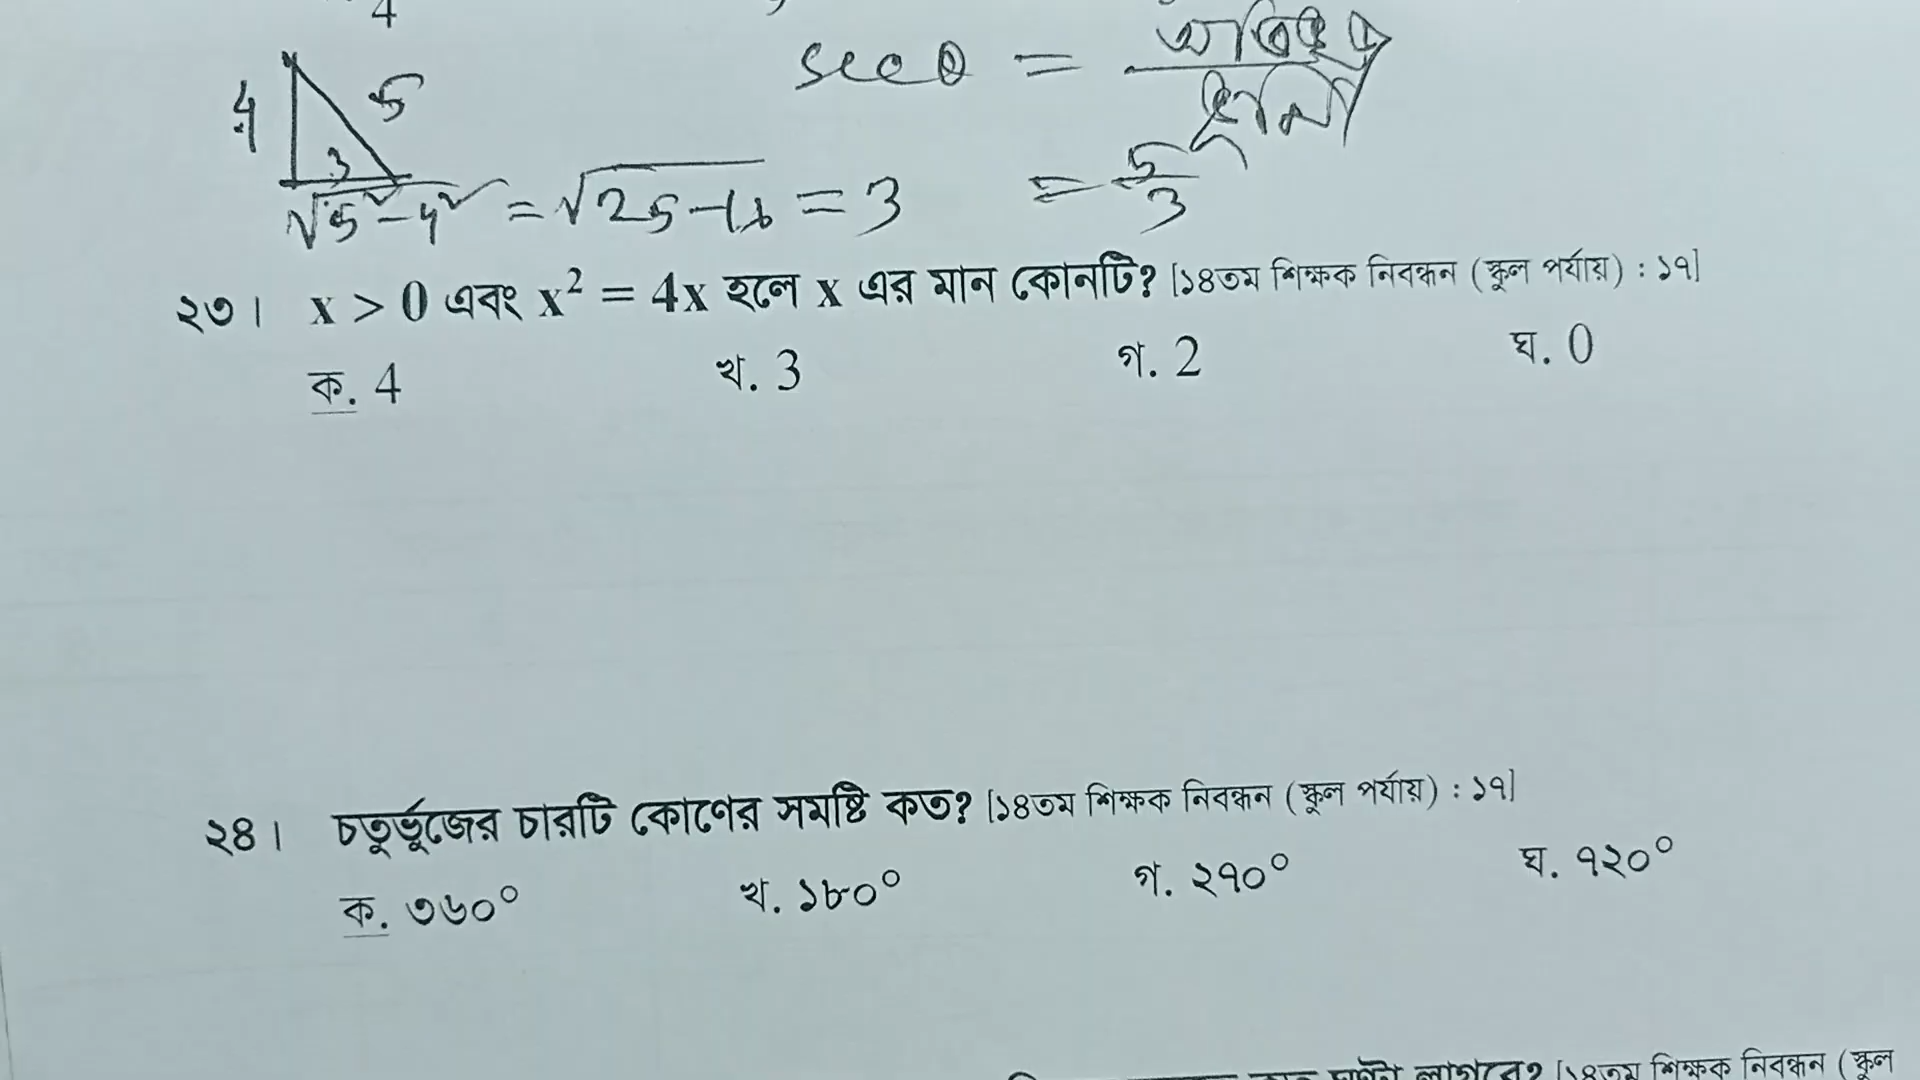 4
4 5
secθ = অতিভুজ / ভূমি
3
√5² - 4² = √25-16 = 3 = 5/3
২৩। x > 0 এবং x² = 4x হলে x এর মান কোনটি? [১৪তম শিক্ষক নিবন্ধন (স্কুল পর্যায়) : ১৭]
ক. 4 খ. 3 গ. 2 ঘ. 0
২৪। চতুর্ভুজের চারটি কোণের সমষ্টি কত? [১৪তম শিক্ষক নিবন্ধন (স্কুল পর্যায়) : ১৭]
ক. ৩৬০° খ. ১৮০° গ. ২৭০° ঘ. ৭২০°
লাগবে? [১৪তম শিক্ষক নিবন্ধন (স্কুল